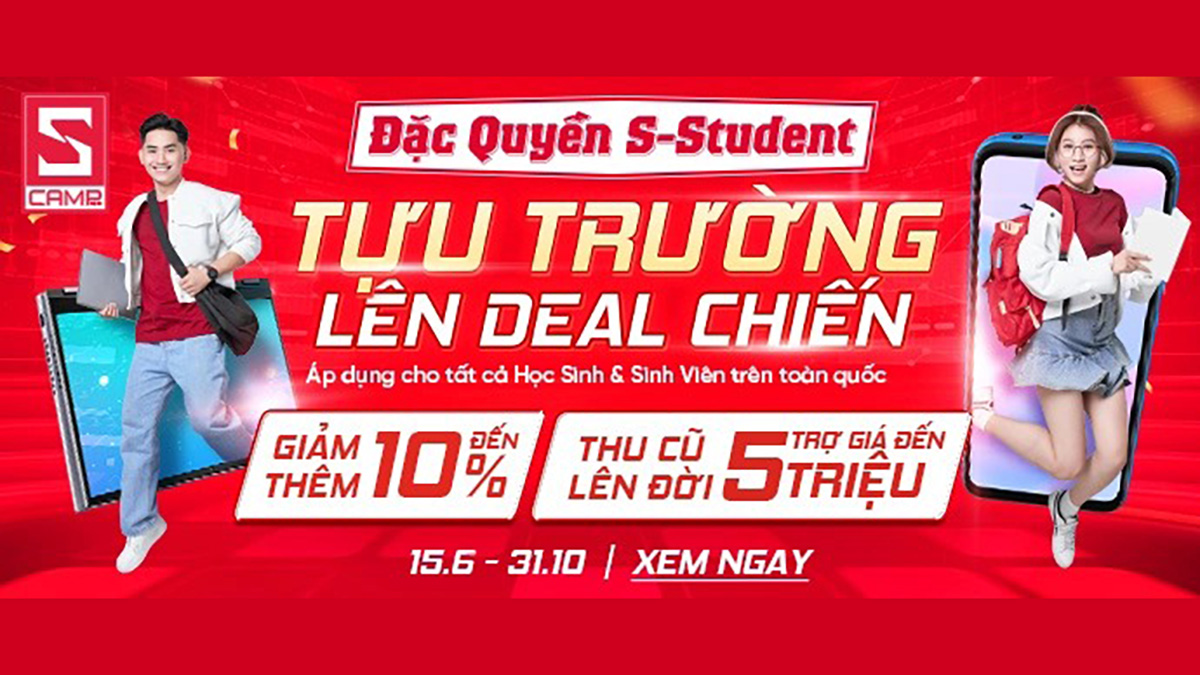 S
CAMP
Đặc Quyền S-Student
TỰU TRƯỜNG
LÊN DEAL CHIẾN
Áp dụng cho tất cả Học Sinh & Sinh Viên trên toàn quốc
GIẢM THÊM 10% ĐẾN
THU CŨ LÊN ĐỜI 5 TRIỆU TRỢ GIÁ ĐẾN
15.6 - 31.10 | XEM NGAY